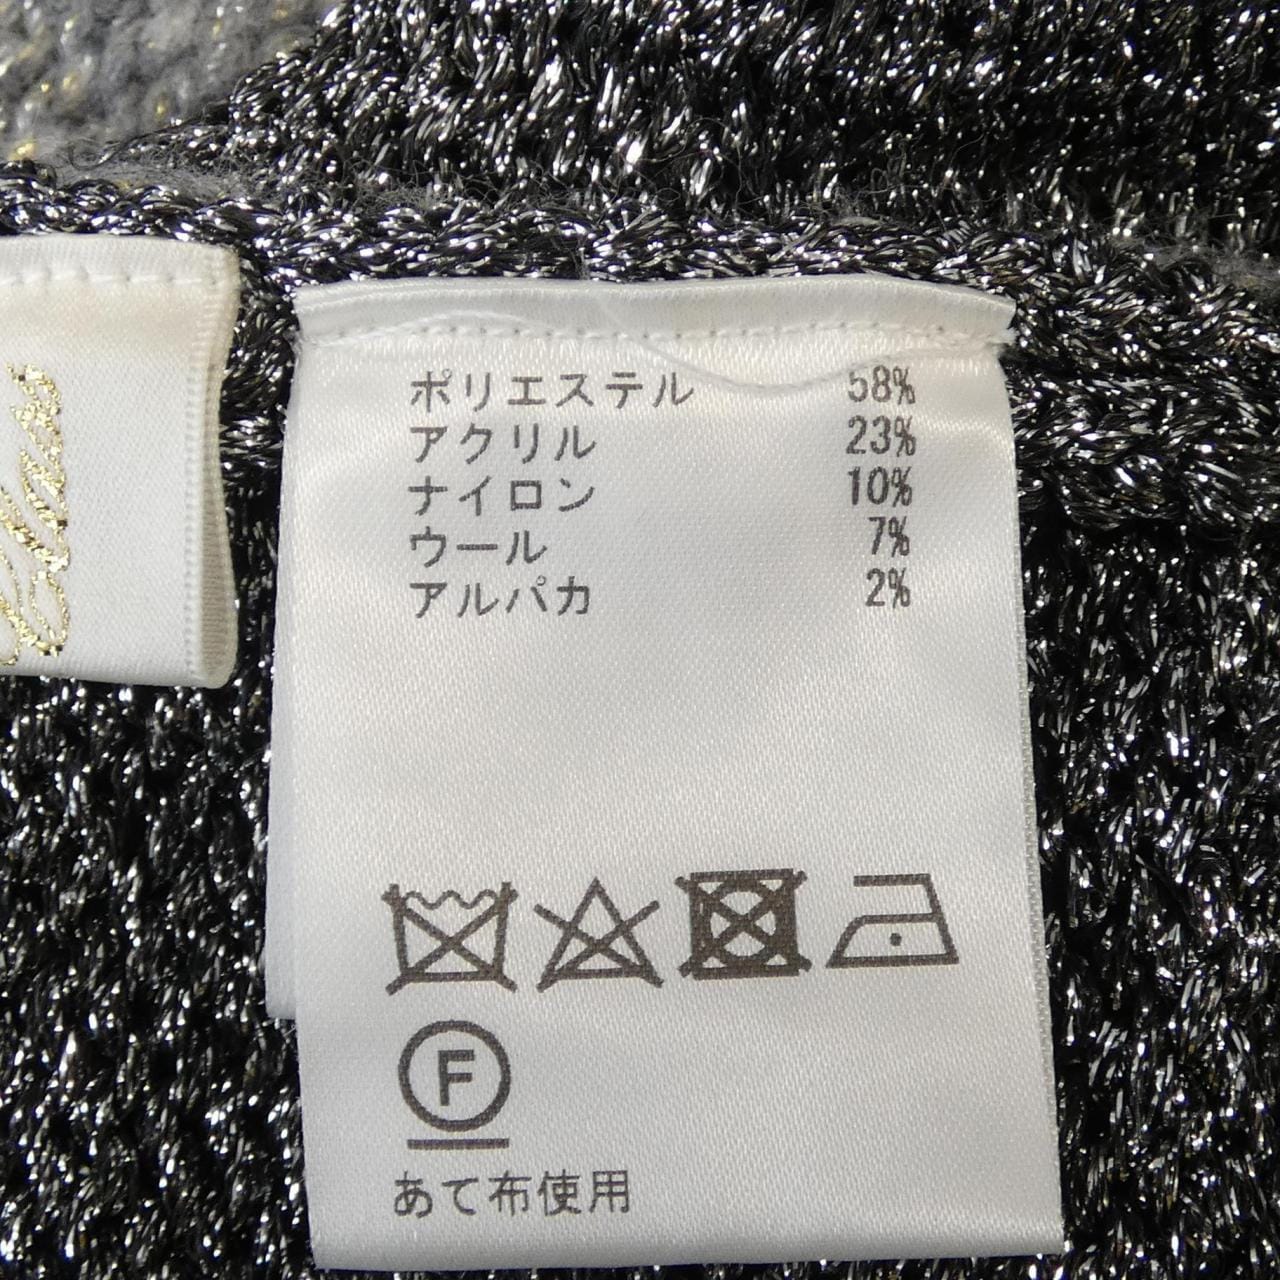 ポリエステル 58%
アクリル 23%
ナイロン 10%
ウール 7%
アルパカ 2%
F
あて布使用
Class